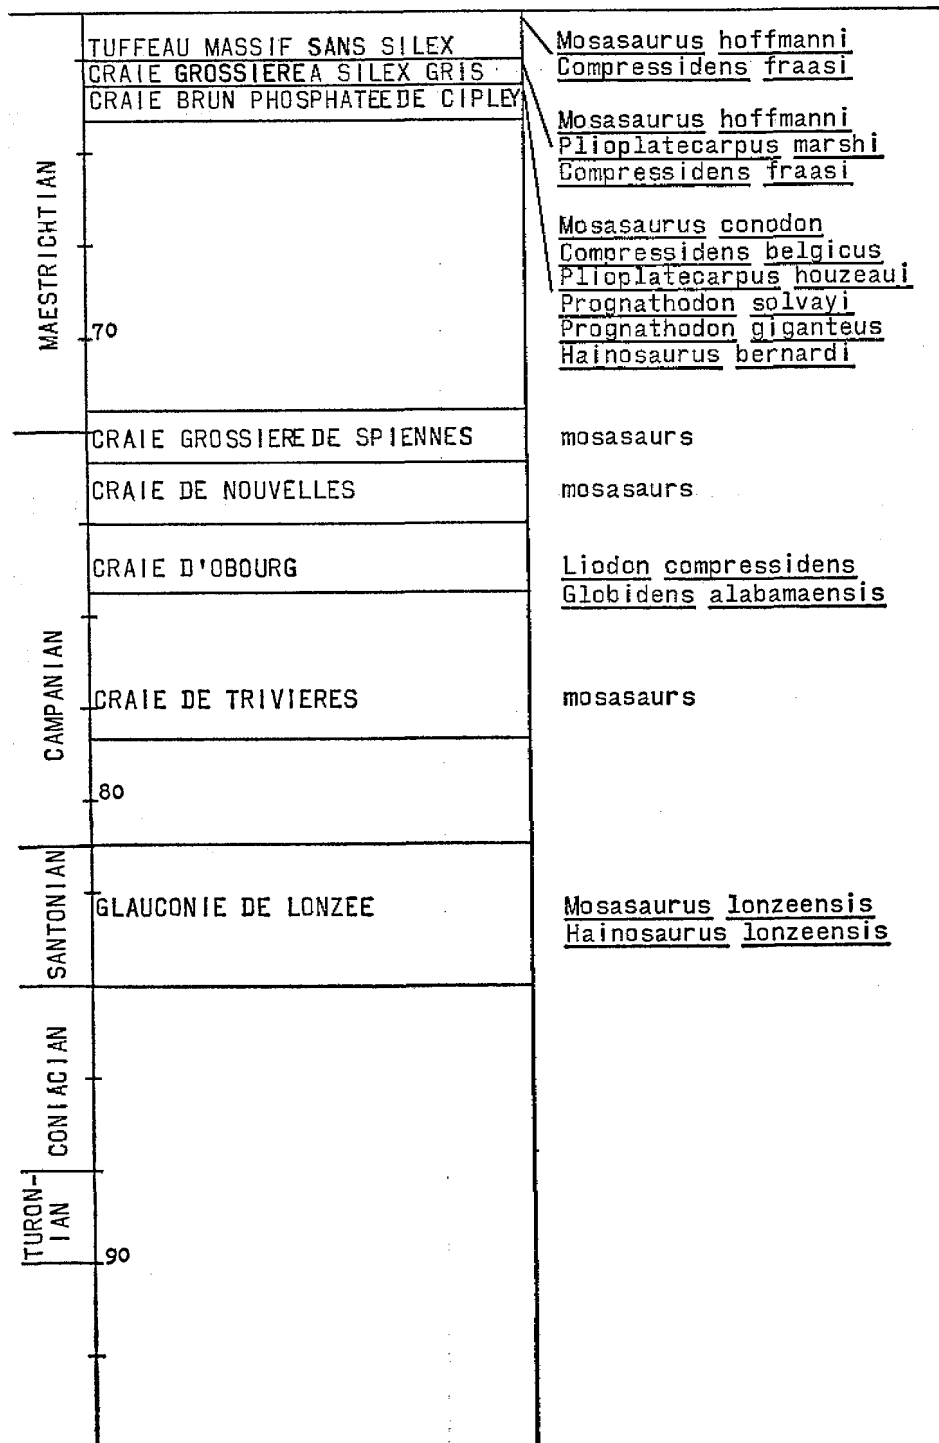 TUFFEAU MASSIF SANS SILEX
Mosasaurus hoffmanni
Compressidens fraasi
CRAIE GROSSIERE A SILEX GRIS
Mosasaurus hoffmanni
Plioplatecarpus marshi
Compressidens fraasi
CRAIE BRUN PHOSPHATEE DE CIPLEY
Mosasaurus conodon
Compressidens belgicus
Plioplatecarpus houzeaui
Prognathodon solvayi
Prognathodon giganteus
Hainosaurus bernardi
MAESTRICHTIAN
70
CRAIE GROSSIERE DE SPIENNES
mosasaurs
CRAIE DE NOUVELLES
mosasaurs
CRAIE D'OBOURG
Liodon compressidens
Globidens alabamaensis
CAMPANIAN
CRAIE DE TRIVIERES
mosasaurs
80
SANTONIAN
GLAUCONIE DE LONZEE
Mosasaurus lonzeensis
Hainosaurus lonzeensis
CONIACIAN
TURON-
IAN
90